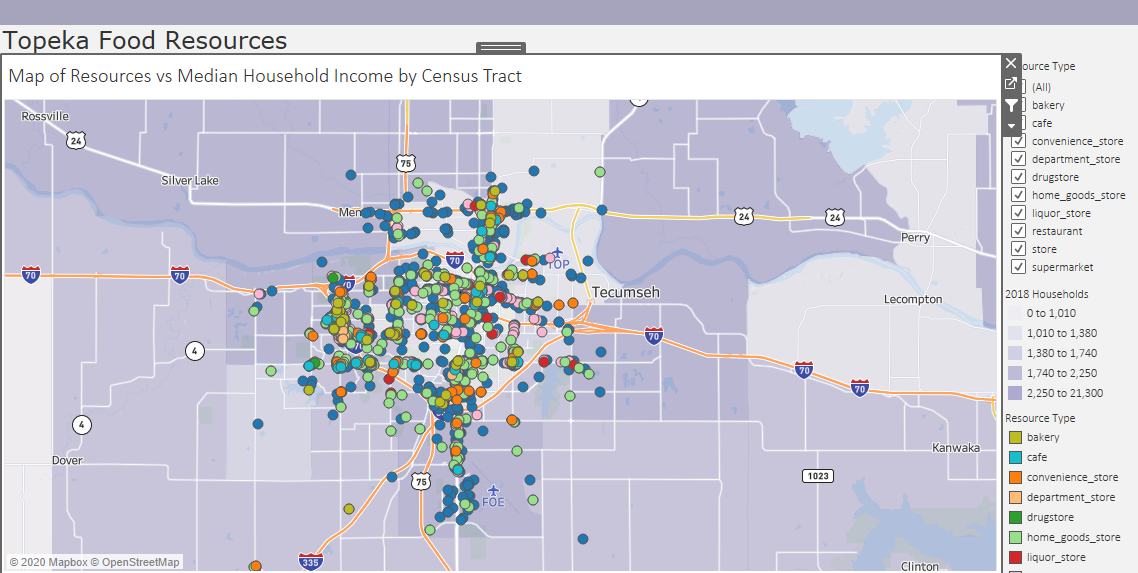 Topeka Food Resources
Map of Resources vs Median Household Income by Census Tract
ource Type
(All)
bakery
cafe
convenience_store
department_store
drugstore
home_goods_store
liquor_store
restaurant
store
supermarket
2018 Households
0 to 1,010
1,010 to 1,380
1,380 to 1,740
1,740 to 2,250
2,250 to 21,300
Resource Type
bakery
cafe
convenience_store
department_store
drugstore
home_goods_store
liquor_store
Rossville
24
75
Silver Lake
Men
24
24
Perry
70
TOP
70
70
70
Tecumseh
Lecompton
70
4
70
70
4
Kanwaka
Dover
75
1023
FOE
335
Clinton
© 2020 Mapbox © OpenStreetMap